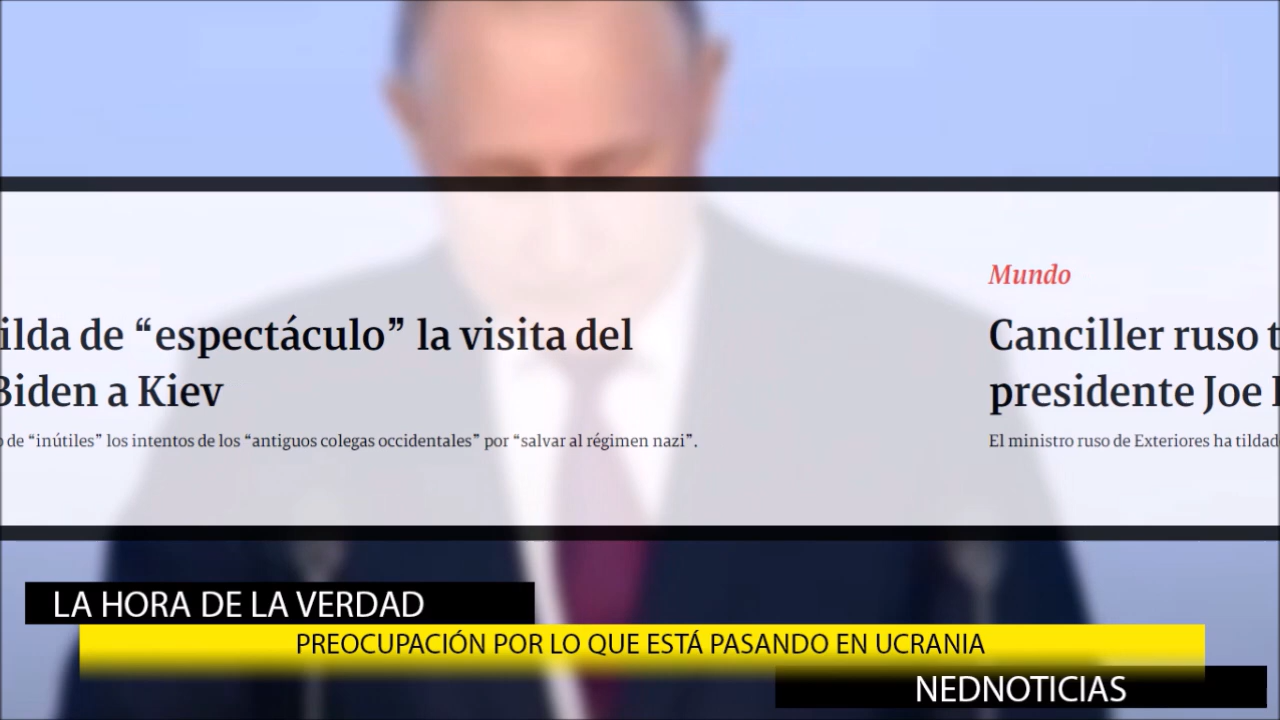 ilda de “espectáculo” la visita del
Biden a Kiev
de “inútiles” los intentos de los “antiguos colegas occidentales” por “salvar al régimen nazi”.
Mundo
Canciller ruso t
presidente Joe
El ministro ruso de Exteriores ha tildad
LA HORA DE LA VERDAD
PREOCUPACIÓN POR LO QUE ESTÁ PASANDO EN UCRANIA
NEDNOTICIAS